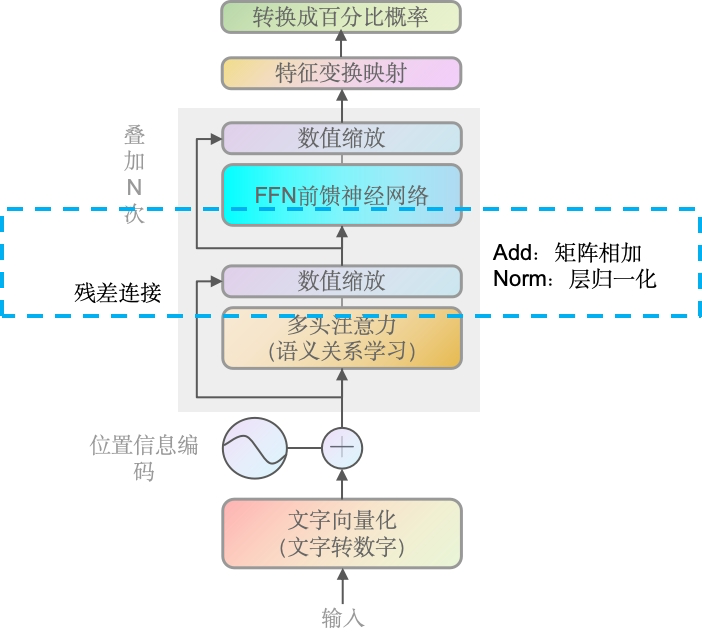 转换成百分比概率
特征变换映射
叠
加
N
次
数值缩放
FFN前馈神经网络
残差连接
数值缩放
Add：矩阵相加
Norm：层归一化
多头注意力
(语义关系学习)
位置信息编
码
文字向量化
(文字转数字)
输入